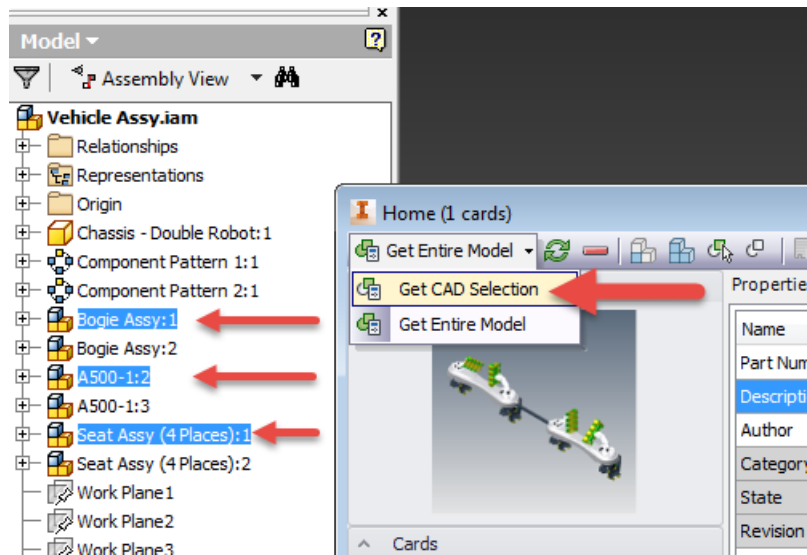 Model
Assembly View
Vehicle Assy.iam
Relationships
Representations
Origin
Chassis - Double Robot:1
Component Pattern 1:1
Component Pattern 2:1
Bogie Assy:1
Bogie Assy:2
A500-1:2
A500-1:3
Seat Assy (4 Places):1
Seat Assy (4 Places):2
Work Plane1
Work Plane2
Work Plane3
Home (1 cards)
Get Entire Model
Get CAD Selection
Get Entire Model
Cards
Propertie
Name
Part Num
Descripti
Author
Category
State
Revision